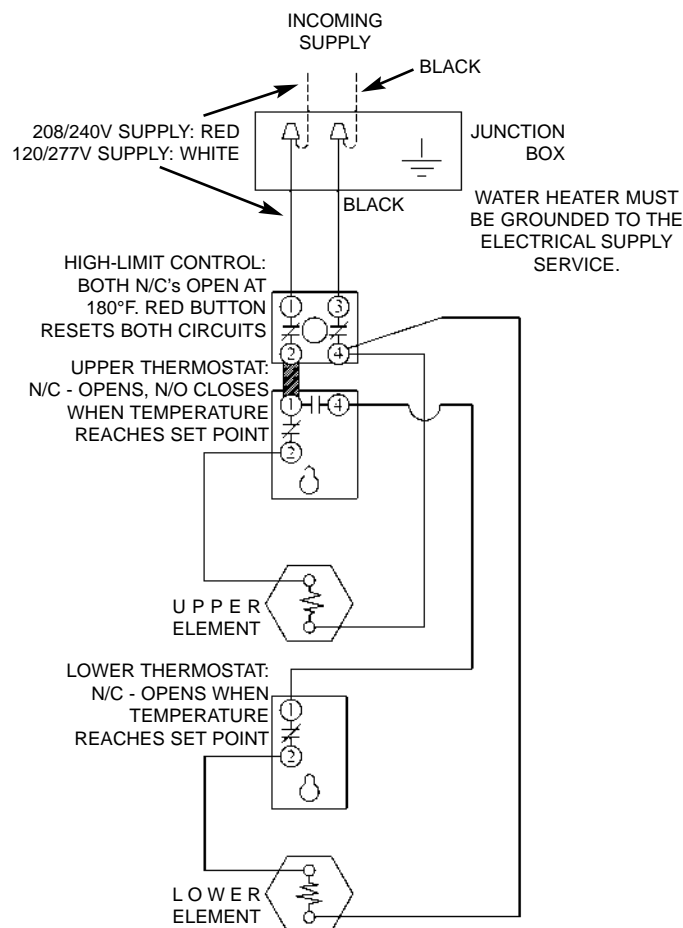 INCOMING
SUPPLY
BLACK
208/240V SUPPLY: RED
120/277V SUPPLY: WHITE
JUNCTION
BOX
BLACK
WATER HEATER MUST
BE GROUNDED TO THE
ELECTRICAL SUPPLY
SERVICE.
HIGH-LIMIT CONTROL:
BOTH N/C's OPEN AT
180°F. RED BUTTON
RESETS BOTH CIRCUITS
1 3
2 4
UPPER THERMOSTAT:
N/C - OPENS, N/O CLOSES
WHEN TEMPERATURE
REACHES SET POINT
1 4
2
UPPER
ELEMENT
LOWER THERMOSTAT:
N/C - OPENS WHEN
TEMPERATURE
REACHES SET POINT
1
2
LOWER
ELEMENT